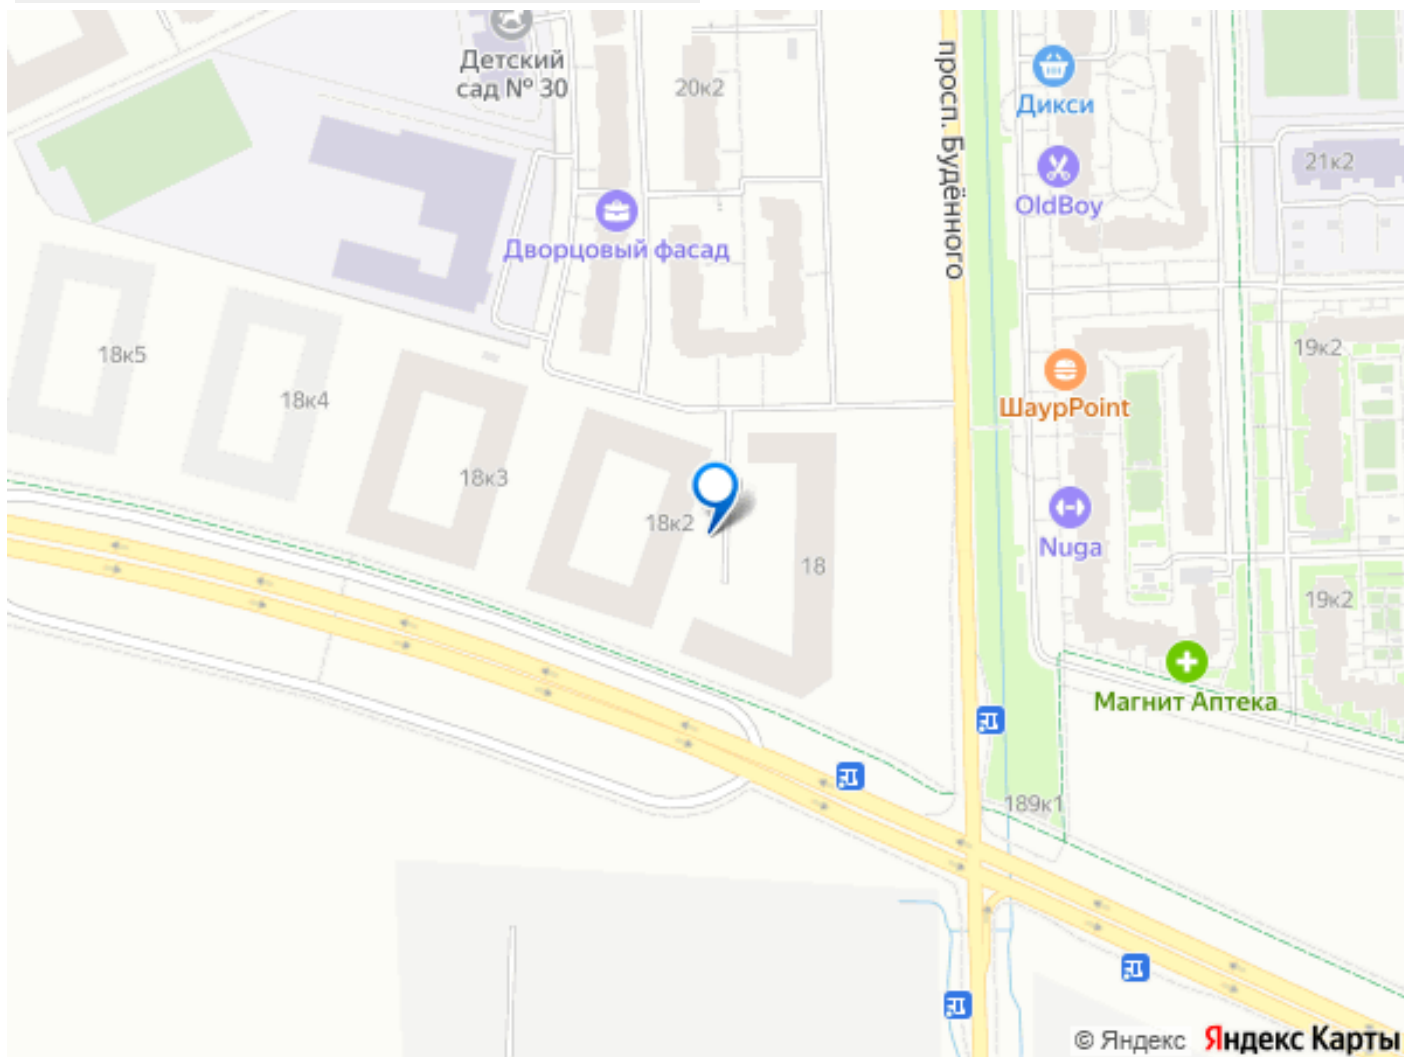 Детский
сад № 30
20к2
просп. Будённого
Дикси
21к2
OldBoy
Дворцовый фасад
18к5
18к4
19к2
ШаурPoint
18к3
18к2
18
Nuga
19к2
Магнит Аптека
189к1
© Яндекс Яндекс Карты